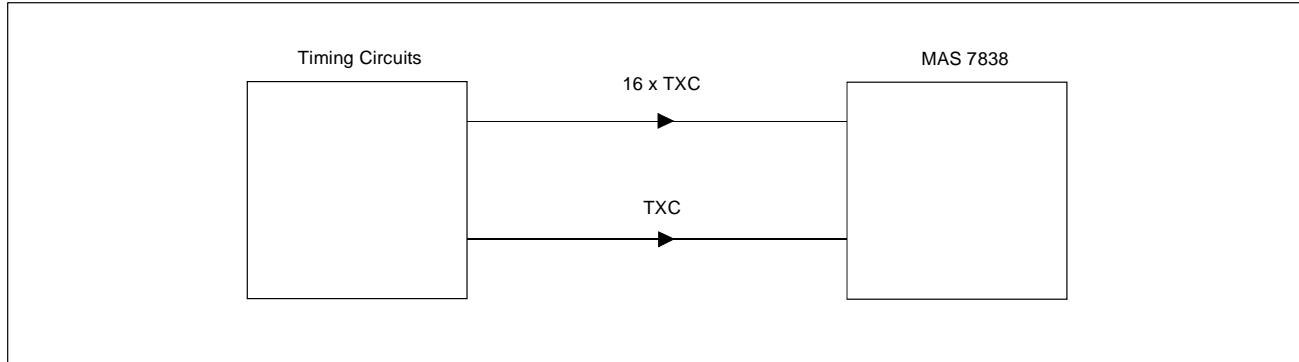 Timing Circuits
MAS 7838
16 x TXC
TXC